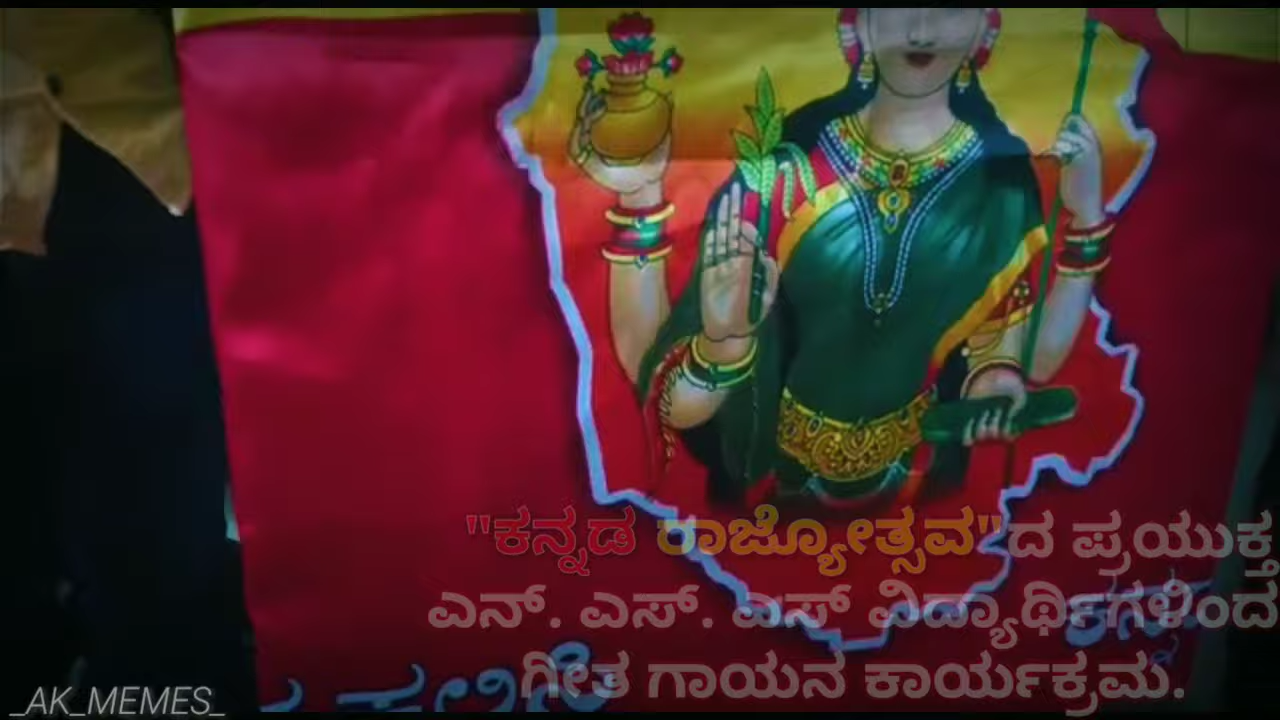 "ಕನ್ನಡ ರಾಜ್ಯೋತ್ಸವ"ದ ಪ್ರಯುಕ್ತ
ಎನ್. ಎಸ್. ಎಸ್ ವಿದ್ಯಾರ್ಥಿಗಳಿಂದ
ಗೀತ ಗಾಯನ ಕಾರ್ಯಕ್ರಮ.
_AK_MEMES_